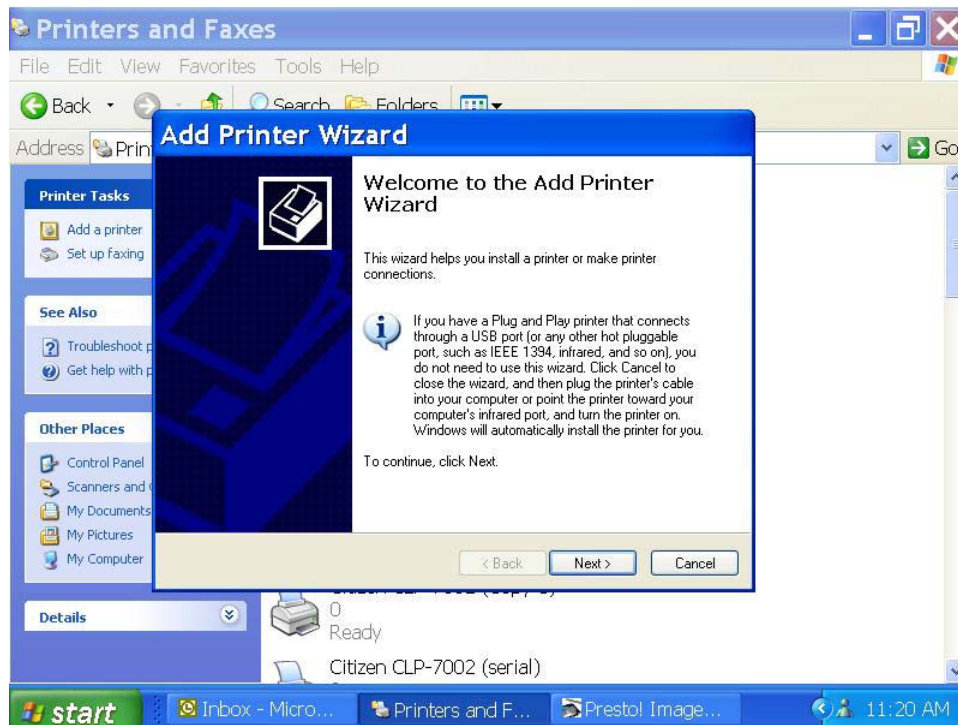 Printers and Faxes
File Edit View Favorites Tools Help
Back Search Folders
Address Prin Go
Add Printer Wizard
Printer Tasks
Add a printer
Set up faxing
See Also
Troubleshoot p
Get help with p
Other Places
Control Panel
Scanners and
My Documents
My Pictures
My Computer
Details
Welcome to the Add Printer
Wizard
This wizard helps you install a printer or make printer
connections.
If you have a Plug and Play printer that connects
through a USB port (or any other hot pluggable
port, such as IEEE 1394, infrared, and so on), you
do not need to use this wizard. Click Cancel to
close the wizard, and then plug the printer's cable
into your computer or point the printer toward your
computer's infrared port, and turn the printer on.
Windows will automatically install the printer for you.
To continue, click Next.
< Back Next > Cancel
0
Ready
Citizen CLP-7002 (serial)
start Inbox - Micro... Printers and F... Presto! Image... 11:20 AM